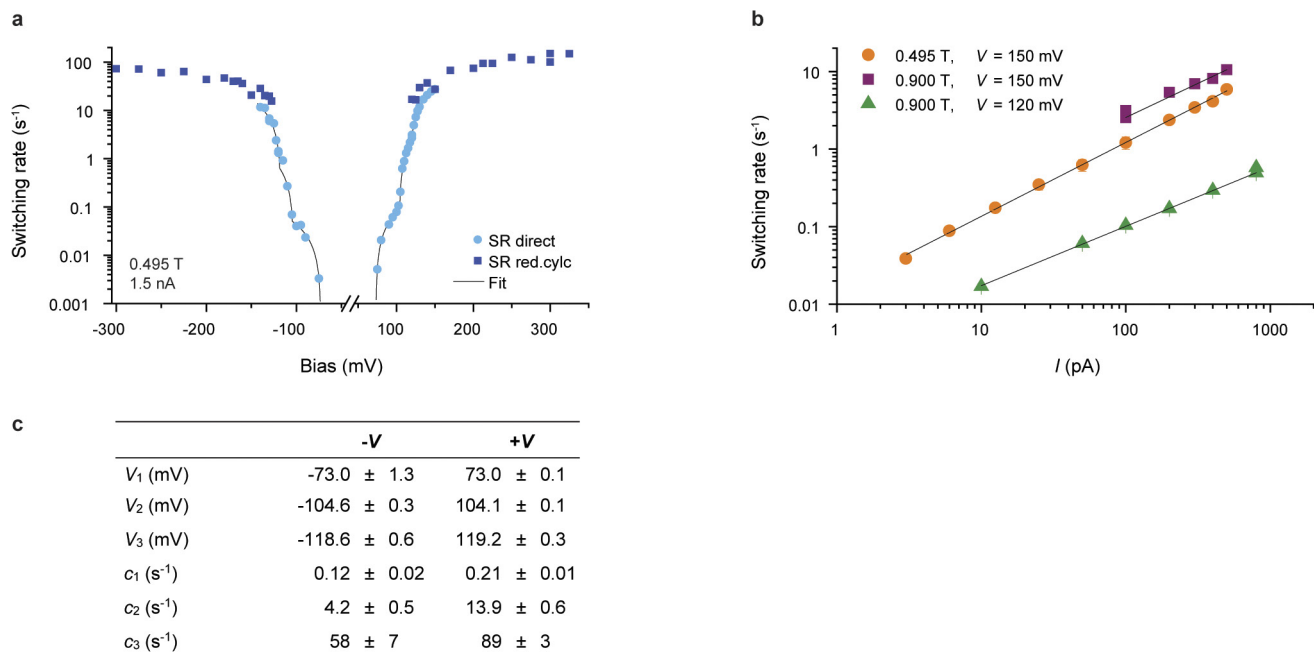 a
Switching rate (s-1)
100
10
1
0.1
0.01
0.001
0.495 T
1.5 nA
SR direct
SR red.cylc
Fit
-300 -200 -100 100 200 300
Bias (mV)
b
Switching rate (s-1)
10
1
0.1
0.01
0.495 T, V = 150 mV
0.900 T, V = 150 mV
0.900 T, V = 120 mV
1 10 100 1000
I (pA)
c
-V +V
V1 (mV) -73.0 ± 1.3 73.0 ± 0.1
V2 (mV) -104.6 ± 0.3 104.1 ± 0.1
V3 (mV) -118.6 ± 0.6 119.2 ± 0.3
c1 (s-1) 0.12 ± 0.02 0.21 ± 0.01
c2 (s-1) 4.2 ± 0.5 13.9 ± 0.6
c3 (s-1) 58 ± 7 89 ± 3